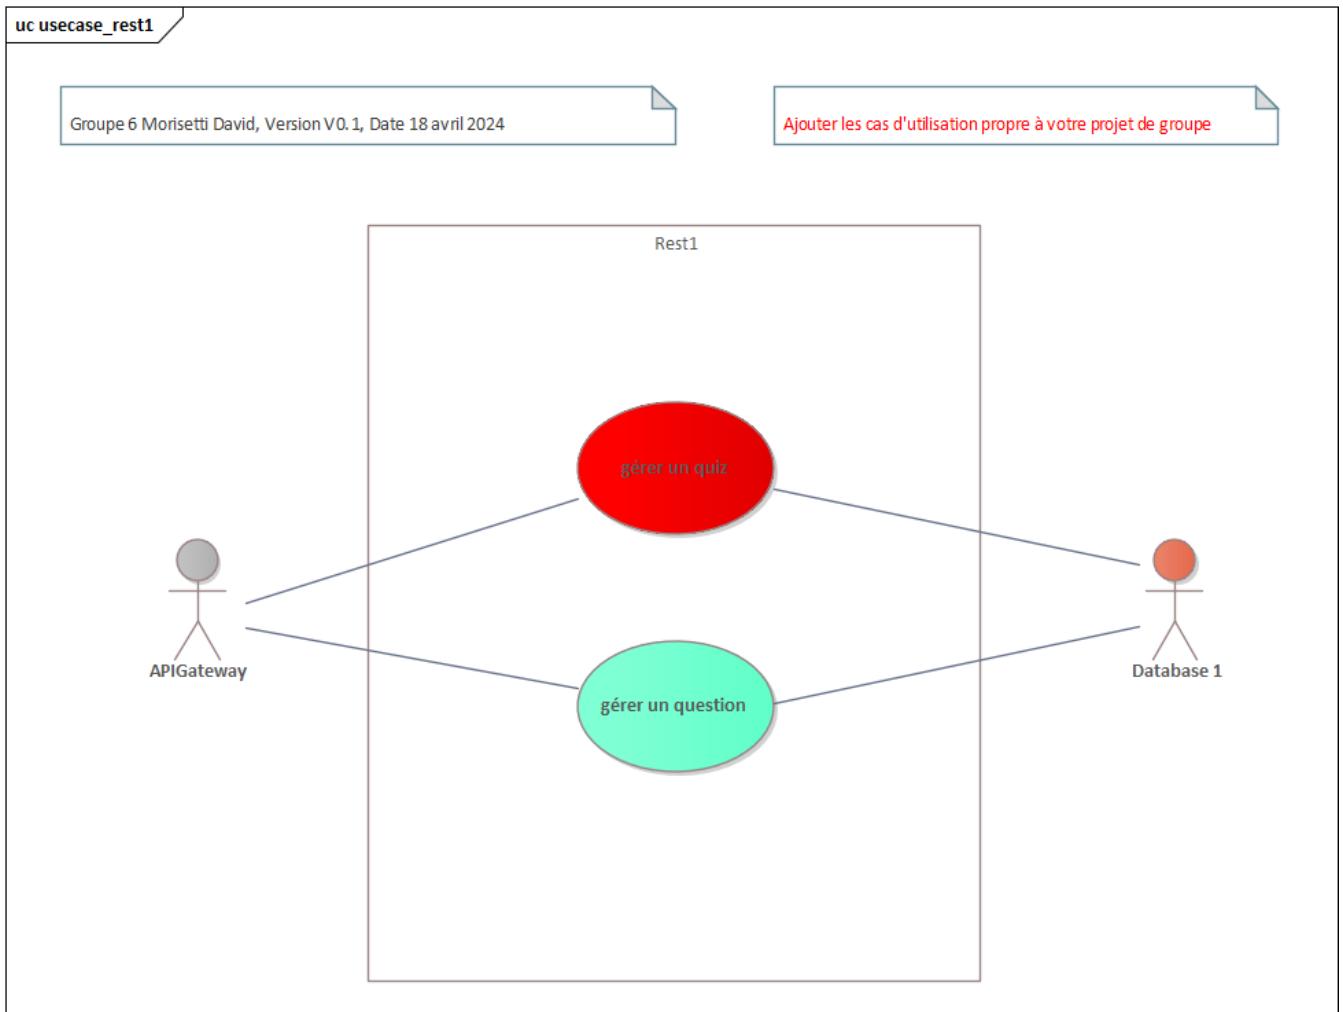 uc usecase_rest1
Groupe 6 Morisetti David, Version V0.1, Date 18 avril 2024
Ajouter les cas d'utilisation propre à votre projet de groupe
Rest1
gérer un quiz
APIGateway
Database 1
gérer un question